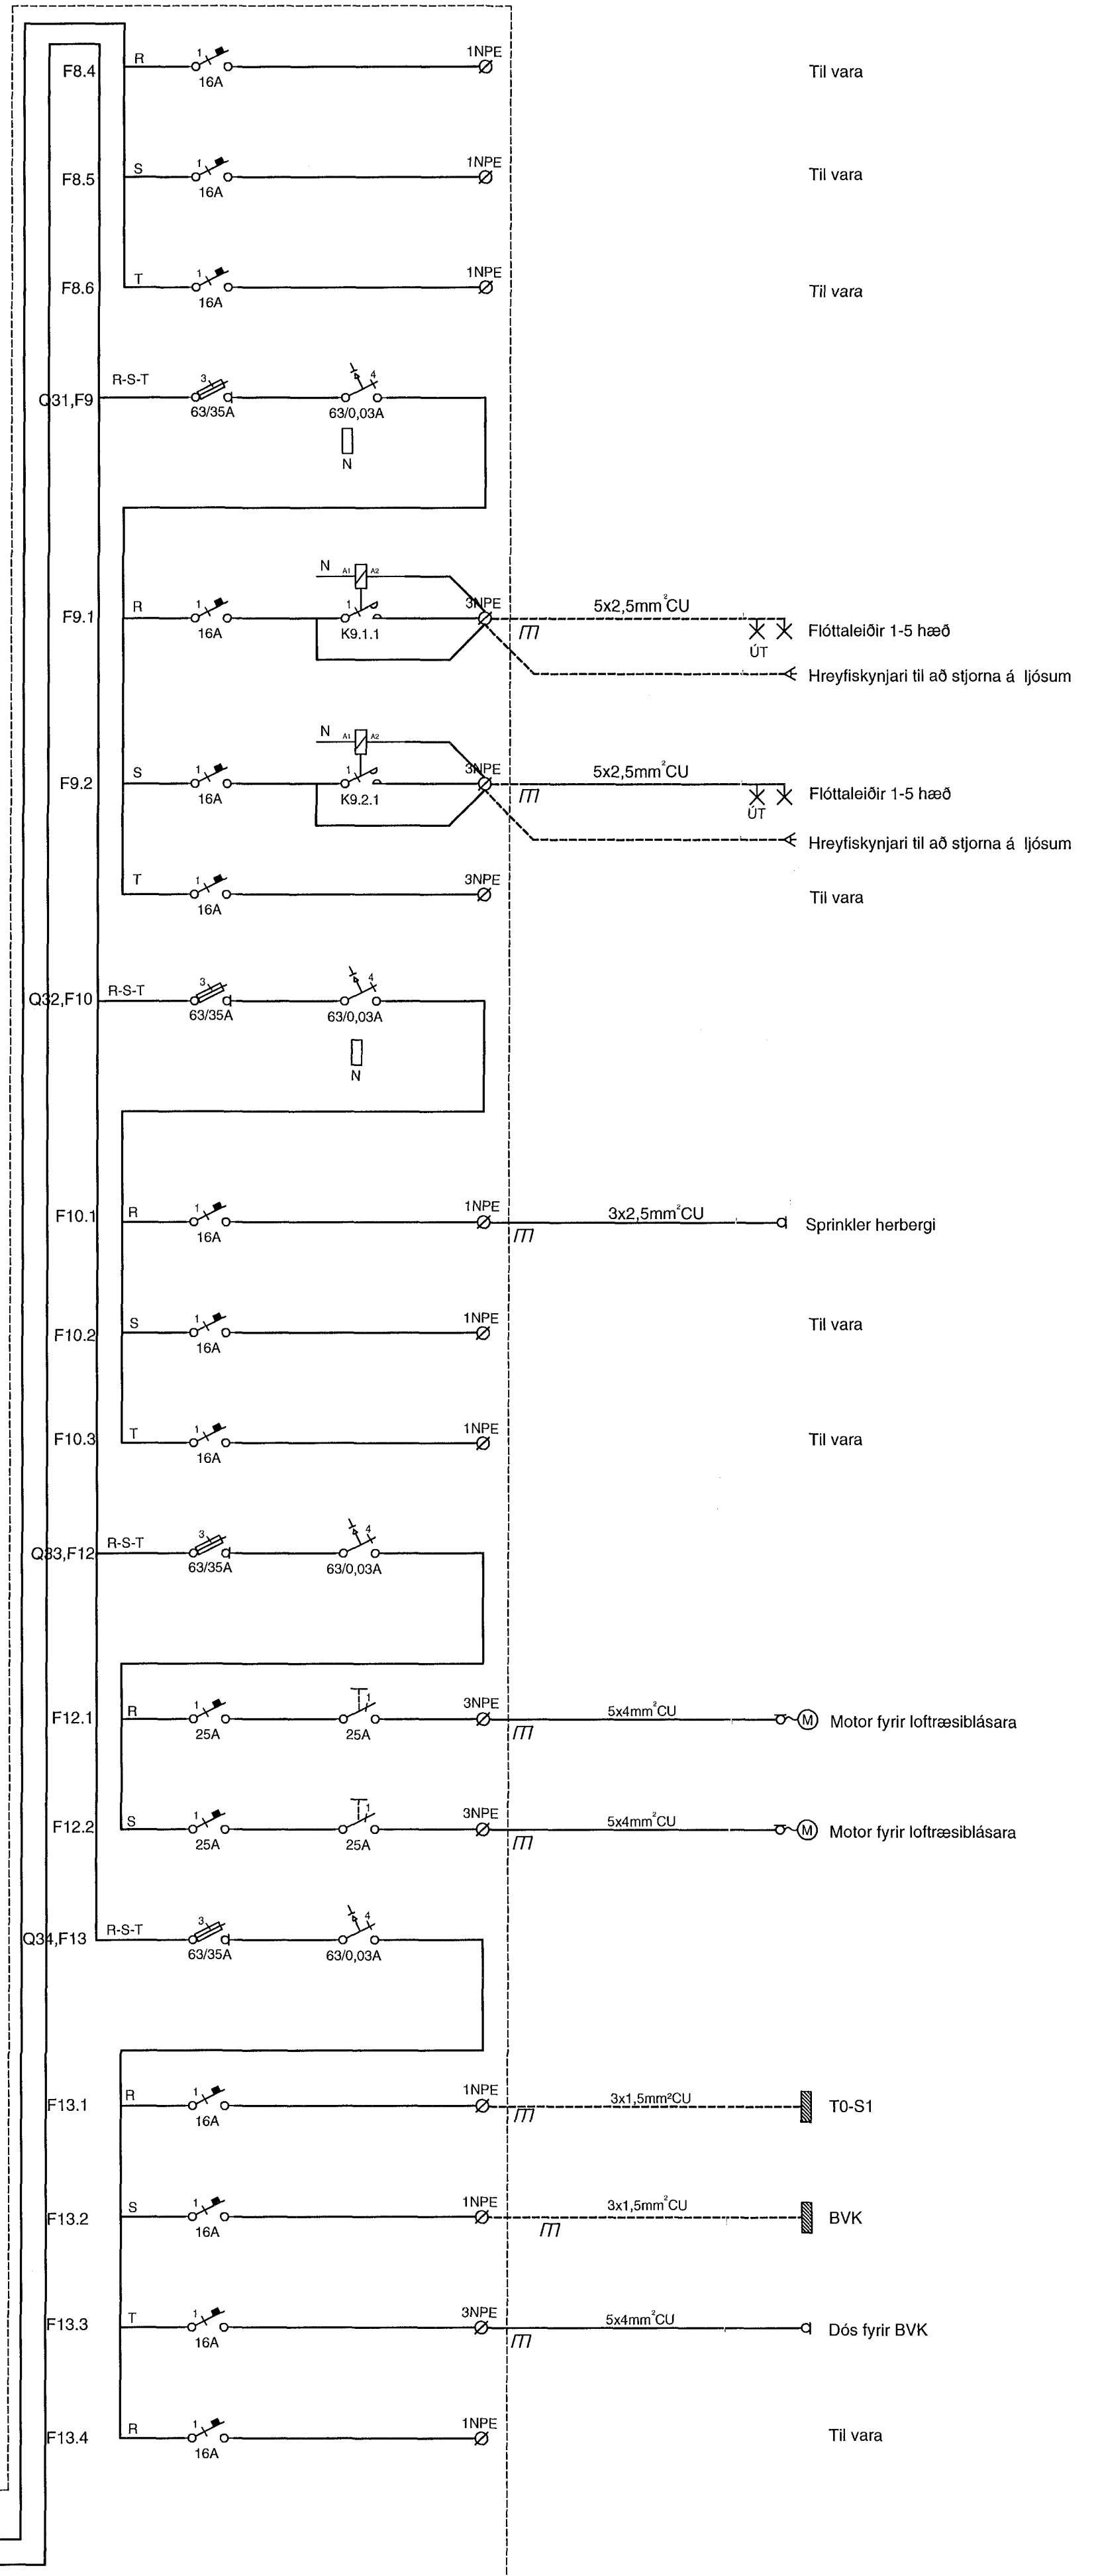 F8.4 R 1 16A 1NPE Til vara
F8.5 S 1 16A 1NPE Til vara
F8.6 T 1 16A 1NPE Til vara
Q31,F9 R-S-T 3 63/35A 4 63/0,03A
N
F9.1 R 1 16A N A1 A2 1 K9.1.1 3NPE 5x2,5mm²CU ÚT Flóttaleiðir 1-5 hæð
Hreyfiskynjari til að stjorna á ljósum
F9.2 S 1 16A N A1 A2 1 K9.2.1 3NPE 5x2,5mm²CU ÚT Flóttaleiðir 1-5 hæð
Hreyfiskynjari til að stjorna á ljósum
T 1 16A 3NPE Til vara
Q32,F10 R-S-T 3 63/35A 4 63/0,03A
N
F10.1 R 1 16A 1NPE 3x2,5mm²CU Sprinkler herbergi
F10.2 S 1 16A 1NPE Til vara
F10.3 T 1 16A 1NPE Til vara
Q33,F12 R-S-T 3 63/35A 4 63/0,03A
F12.1 R 1 25A 1 25A 3NPE 5x4mm²CU M Motor fyrir loftræsiblásara
F12.2 S 1 25A 1 25A 3NPE 5x4mm²CU M Motor fyrir loftræsiblásara
Q34,F13 R-S-T 3 63/35A 4 63/0,03A
F13.1 R 1 16A 1NPE 3x1,5mm²CU T0-S1
F13.2 S 1 16A 1NPE 3x1,5mm²CU BVK
F13.3 T 1 16A 3NPE 5x4mm²CU Dós fyrir BVK
F13.4 R 1 16A 1NPE Til vara